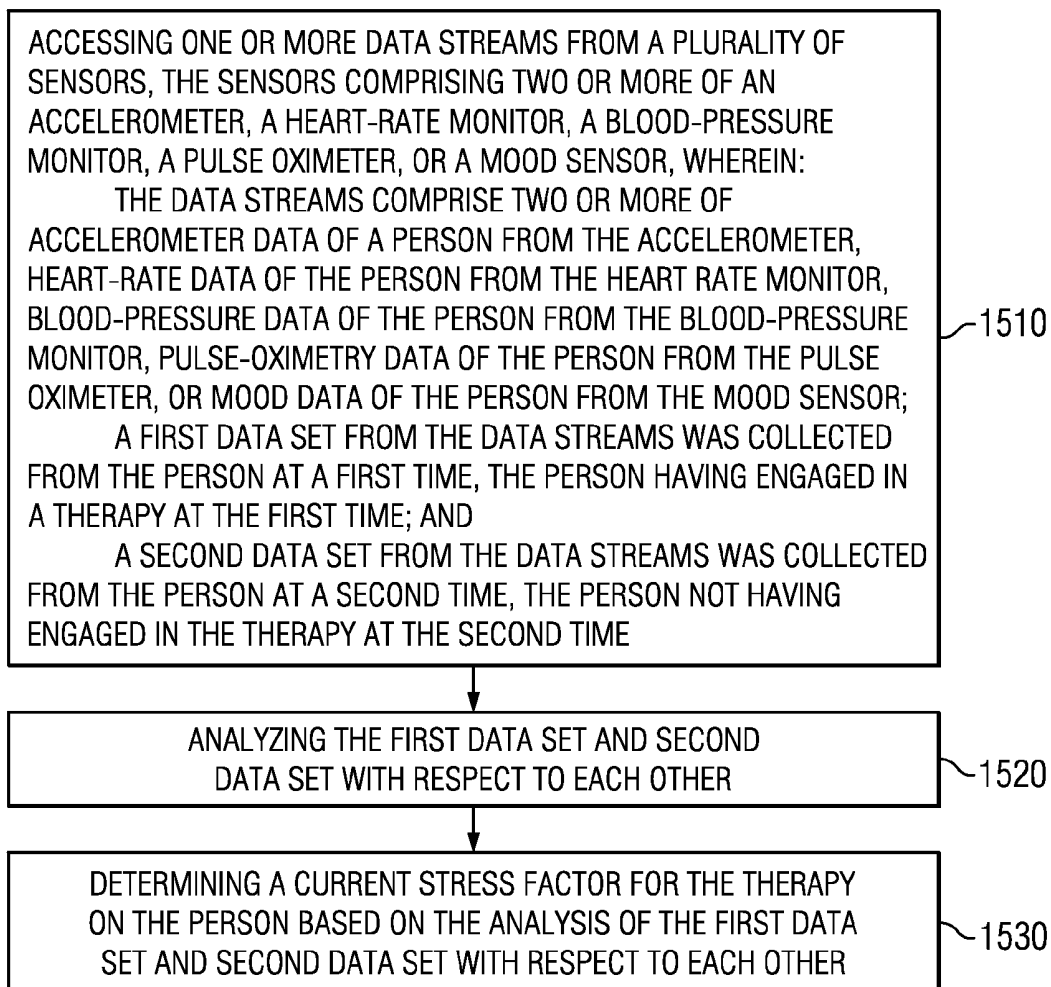 ACCESSING ONE OR MORE DATA STREAMS FROM A PLURALITY OF
SENSORS, THE SENSORS COMPRISING TWO OR MORE OF AN
ACCELEROMETER, A HEART-RATE MONITOR, A BLOOD-PRESSURE
MONITOR, A PULSE OXIMETER, OR A MOOD SENSOR, WHEREIN:
THE DATA STREAMS COMPRISE TWO OR MORE OF
ACCELEROMETER DATA OF A PERSON FROM THE ACCELEROMETER,
HEART-RATE DATA OF THE PERSON FROM THE HEART RATE MONITOR,
BLOOD-PRESSURE DATA OF THE PERSON FROM THE BLOOD-PRESSURE
MONITOR, PULSE-OXIMETRY DATA OF THE PERSON FROM THE PULSE
OXIMETER, OR MOOD DATA OF THE PERSON FROM THE MOOD SENSOR;
A FIRST DATA SET FROM THE DATA STREAMS WAS COLLECTED
FROM THE PERSON AT A FIRST TIME, THE PERSON HAVING ENGAGED IN
A THERAPY AT THE FIRST TIME; AND
A SECOND DATA SET FROM THE DATA STREAMS WAS COLLECTED
FROM THE PERSON AT A SECOND TIME, THE PERSON NOT HAVING
ENGAGED IN THE THERAPY AT THE SECOND TIME
1510
ANALYZING THE FIRST DATA SET AND SECOND
DATA SET WITH RESPECT TO EACH OTHER
1520
DETERMINING A CURRENT STRESS FACTOR FOR THE THERAPY
ON THE PERSON BASED ON THE ANALYSIS OF THE FIRST DATA
SET AND SECOND DATA SET WITH RESPECT TO EACH OTHER
1530